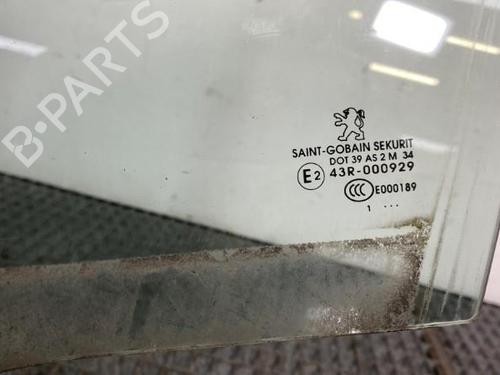 B-PARTS
SAINT-GOBAIN SEKURIT
DOT 39 AS 2 M 34
E2 43R-000929
CCC E000189
1 ...